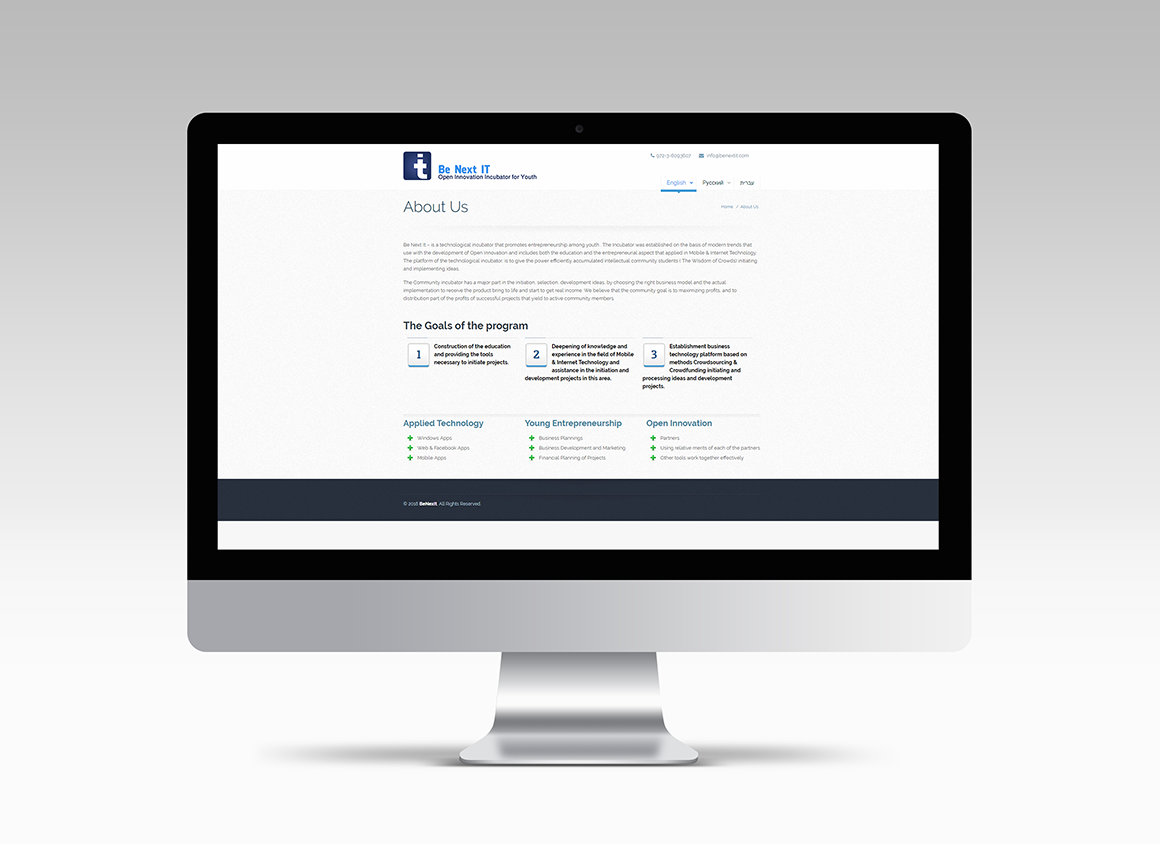 t
Be Next IT
Open Innovation Incubator for Youth
972-3-6093607 info@benextit.com
English Русский עברית
About Us
Home / About Us
Be Next It – is a technological incubator that promotes entrepreneurship among youth. The Incubator was established on the basis of modern trends that
use with the development of Open Innovation and includes both the education and the entrepreneurial aspect that applied in Mobile & Internet Technology.
The platform of the technological incubator, is to give the power efficiently accumulated intellectual community students ( The Wisdom of Crowds) initiating
and implementing ideas.
The Community incubator has a major part in the initiation, selection, development ideas, by choosing the right business model and the actual
implementation to receive the product bring to life and start to get real income. We believe that the community goal is to maximizing profits, and to
distribution part of the profits of successful projects that yield to active community members.
The Goals of the program
1
Construction of the education
and providing the tools
necessary to initiate projects.
2
Deepening of knowledge and
experience in the field of Mobile
& Internet Technology and
assistance in the initiation and
development projects in this area.
3
Establishment business
technology platform based on
methods Crowdsourcing &
Crowdfunding initiating and
processing ideas and development
projects.
Applied Technology
Windows Apps
Web & Facebook Apps
Mobile Apps
Young Entrepreneurship
Business Plannings
Business Development and Marketing
Financial Planning of Projects
Open Innovation
Partners
Using relative merits of each of the partners
Other tools work together effectively
© 2018 BeNexIt. All Rights Reserved.